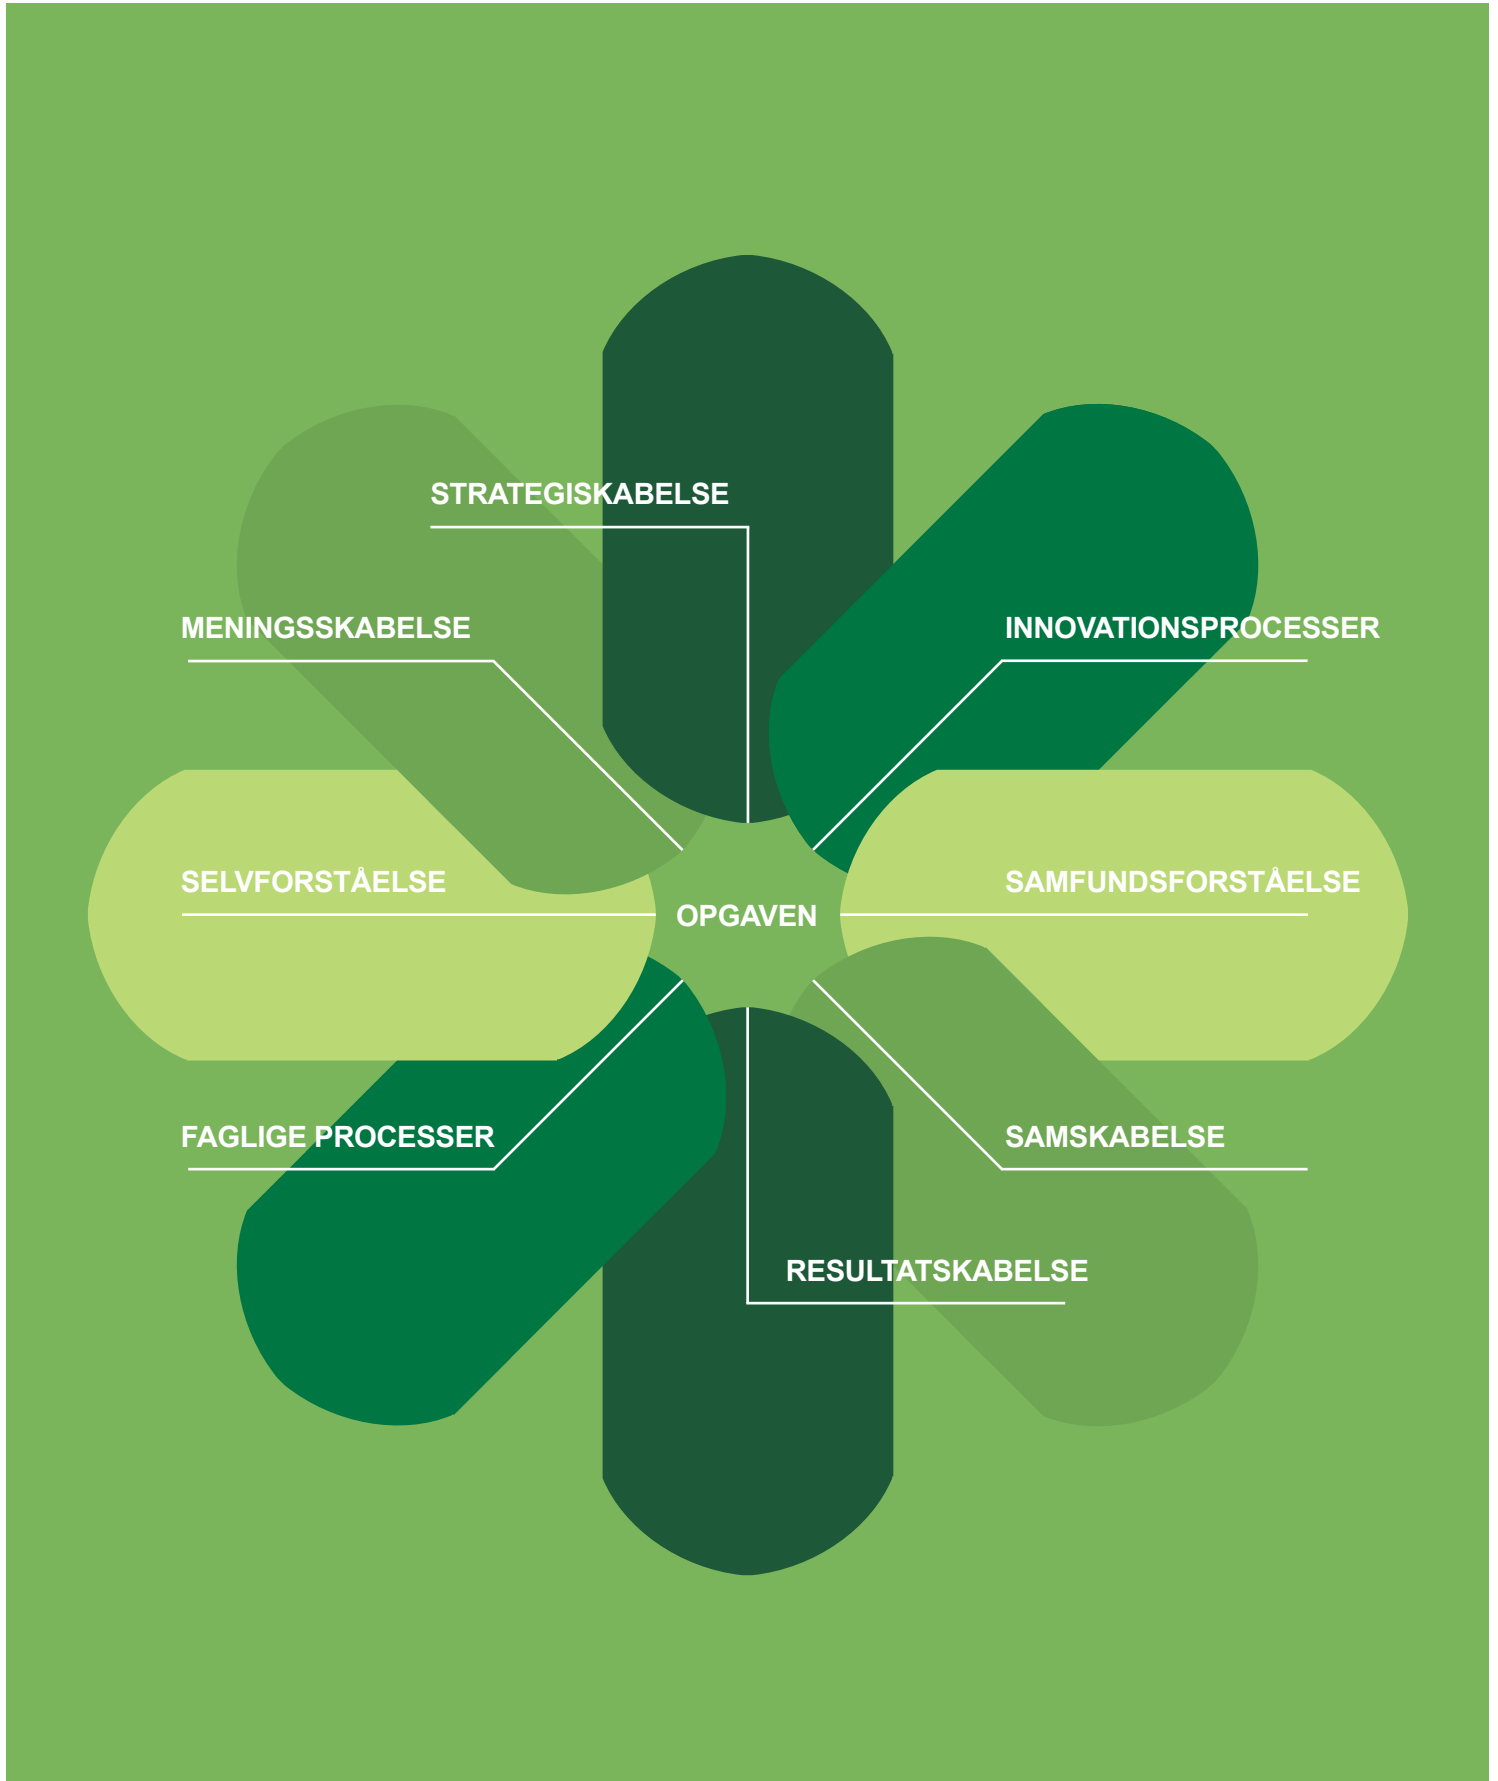 STRATEGISKABELSE
MENINGSSKABELSE
INNOVATIONSPROCESSER
SELVFORSTÅELSE
SAMFUNDSFORSTÅELSE
OPGAVEN
FAGLIGE PROCESSER
SAMSKABELSE
RESULTATSKABELSE